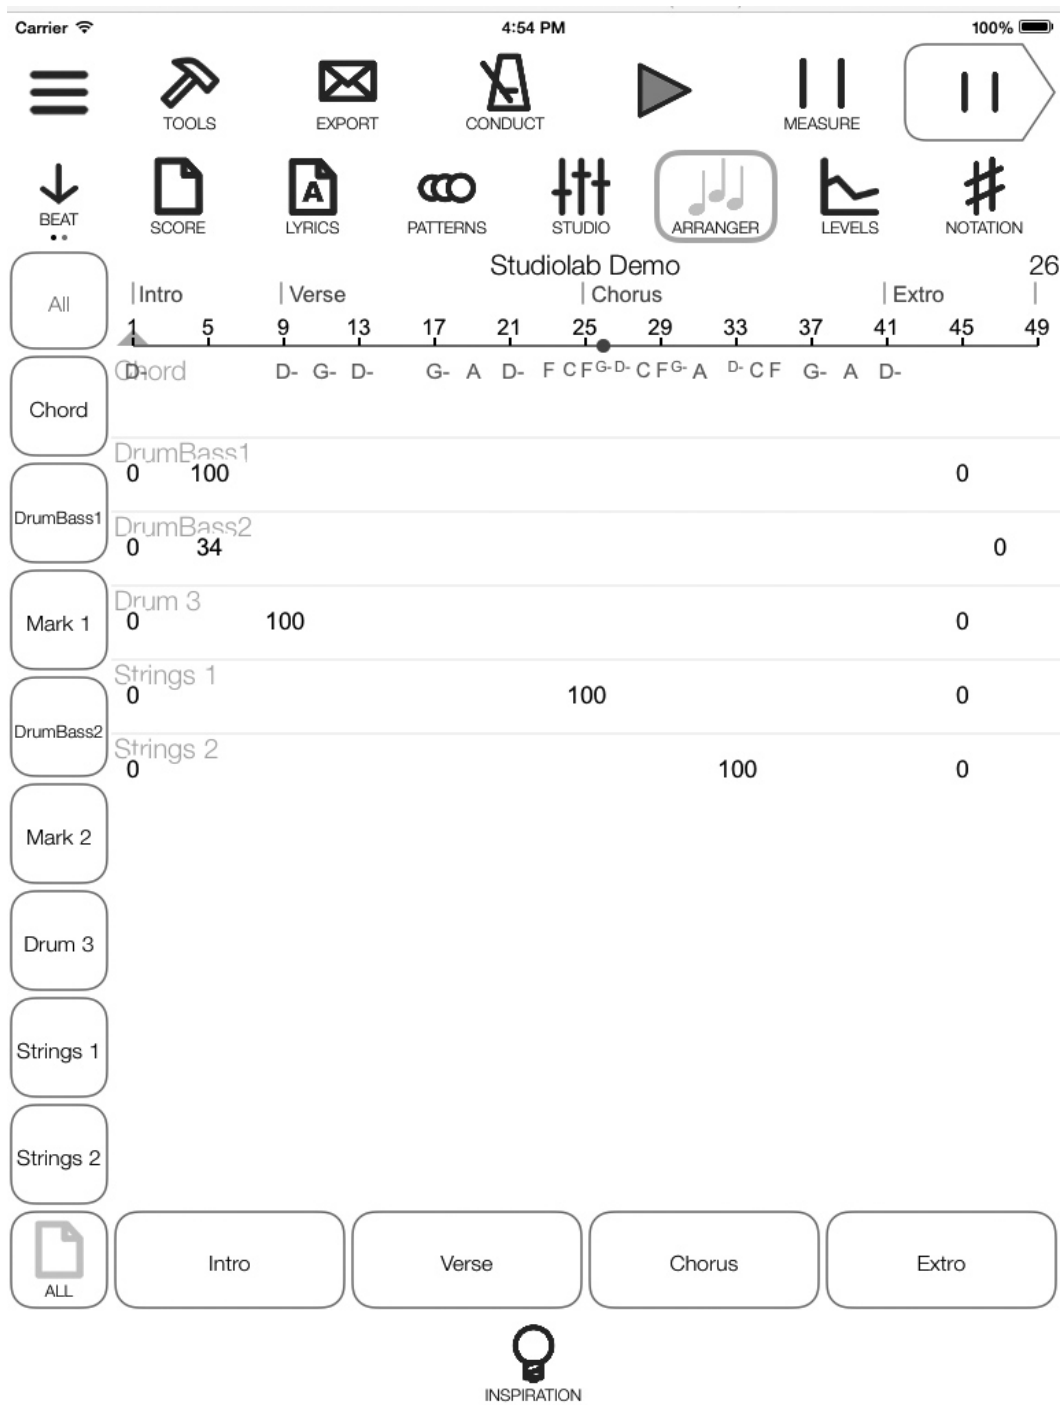 Carrier 4:54 PM 100%
TOOLS EXPORT CONDUCT MEASURE
BEAT SCORE A LYRICS PATTERNS STUDIO ARRANGER LEVELS NOTATION
Studiolab Demo 26
All
|Intro |Verse |Chorus |Extro |
1 5 9 13 17 21 25 29 33 37 41 45 49
Chord
D- D- G- D- G- A D- F C F G- D- C F G- A D- C F G- A D-
Chord
DrumBass1
0 100 0
DrumBass1
DrumBass2
0 34 0
Drum 3
0 100 0
Mark 1
Strings 1
0 100 0
DrumBass2
Strings 2
0 100 0
Mark 2
Drum 3
Strings 1
Strings 2
ALL
Intro Verse Chorus Extro
INSPIRATION